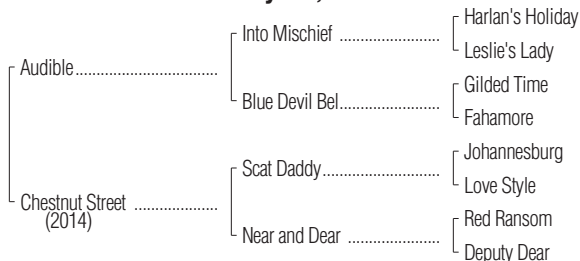 Harlan's Holiday
Into Mischief ..................
Leslie's Lady
Audible..........................
Gilded Time
Blue Devil Bel..................
Fahamore
Johannesburg
Scat Daddy.....................
Love Style
Chestnut Street ...............
(2014)
Red Ransom
Near and Dear ................
Deputy Dear